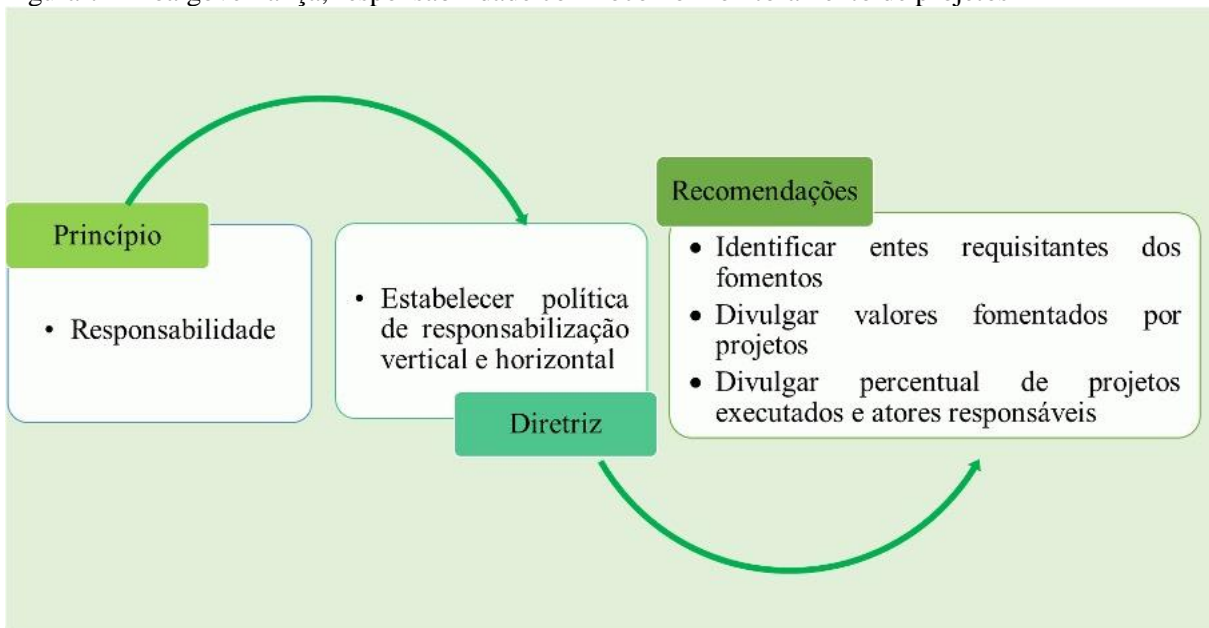 Princípio
• Responsabilidade
• Estabelecer política
de responsabilização
vertical e horizontal
Diretriz
Recomendações
• Identificar entes requisitantes dos
fomentos
• Divulgar valores fomentados por
projetos
• Divulgar percentual de projetos
executados e atores responsáveis